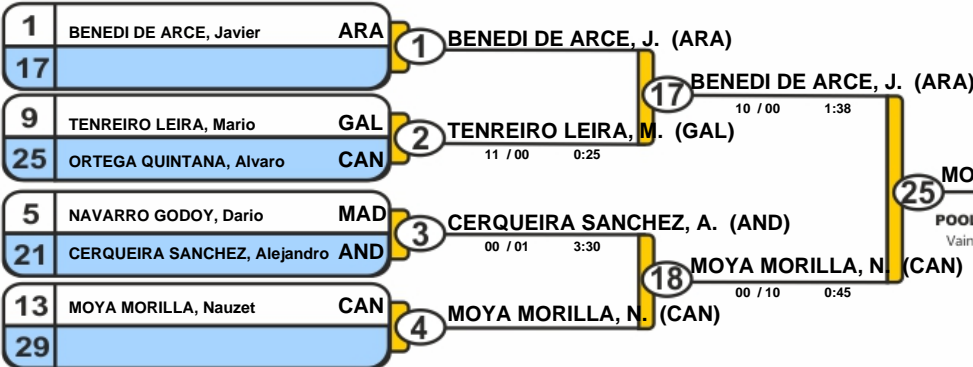 1 BENEDI DE ARCE, Javier ARA
17
9 TENREIRO LEIRA, Mario GAL
25 ORTEGA QUINTANA, Alvaro CAN
5 NAVARRO GODOY, Dario MAD
21 CERQUEIRA SANCHEZ, Alejandro AND
13 MOYA MORILLA, Nauzet CAN
29
1 BENEDI DE ARCE, J. (ARA)
2 TENREIRO LEIRA, M. (GAL)
11 / 00 0:25
3 CERQUEIRA SANCHEZ, A. (AND)
00 / 01 3:30
4 MOYA MORILLA, N. (CAN)
17 BENEDI DE ARCE, J. (ARA)
10 / 00 1:38
18 MOYA MORILLA, N. (CAN)
00 / 10 0:45
25 MO
POOL
Vain